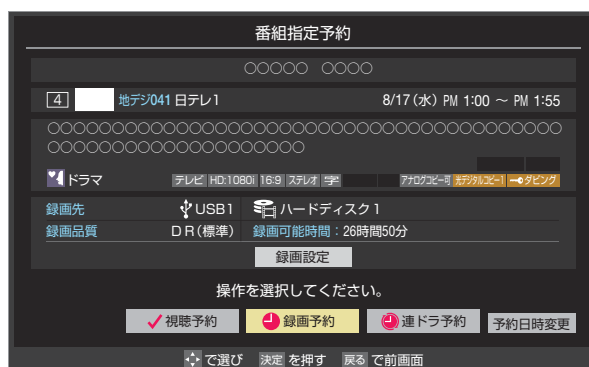 番組指定予約
○○○○○ ○○○○
4 地デジ041 日テレ1 8/17(水) PM 1:00 ～ PM 1:55
○○○○○○○○○○○○○○○○○○○○○○○○○○○○○○○○○○○○○○○○
○○○○○○○○○○○○○○○○○○○○
ドラマ テレビ HD:1080i 16:9 ステレオ 字 アナログコピー可 光デジタルコピー1 ダビング
録画先 USB1 ハードディスク1
録画品質 DR(標準) 録画可能時間：26時間50分
録画設定
操作を選択してください。
視聴予約 録画予約 連ドラ予約 予約日時変更
で選び 決定 を押す 戻る で前画面